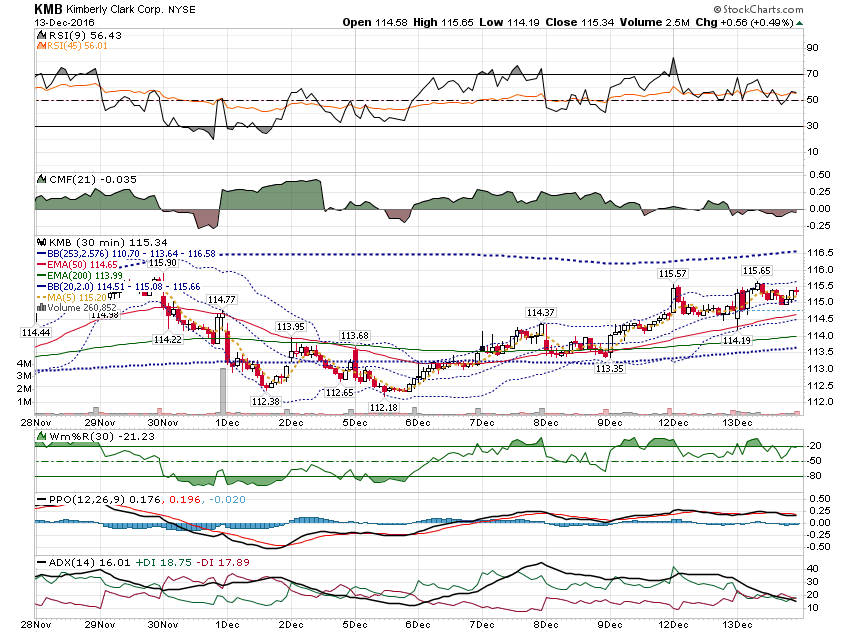 KMB Kimberly Clark Corp. NYSE
© StockCharts.com
13-Dec-2016
Open 114.58 High 115.65 Low 114.19 Close 115.34 Volume 2.5M Chg +0.56 (+0.49%)
RSI(9) 56.43
RSI(45) 56.01
90
70
50
30
10
CMF(21) -0.035
0.50
0.25
0.00
-0.25
KMB (30 min) 115.34
BB(253,2.576) 110.70 - 113.64 - 116.58
EMA(50) 114.65
EMA(200) 113.99
BB(20,2.0) 114.51 - 115.08 - 115.66
MA(5) 115.20
Volume 260,852
115.90
114.98
114.44
114.22
114.77
113.95
113.68
112.38
112.65
112.18
114.37
113.35
115.57
115.65
114.19
116.5
116.0
115.5
115.0
114.5
114.0
113.5
113.0
112.5
112.0
4M
3M
2M
1M
28Nov 29Nov 30Nov 1Dec 2Dec 5Dec 6Dec 7Dec 8Dec 9Dec 12Dec 13Dec
Wm%R(30) -21.23
-20
-50
-80
PPO(12,26,9) 0.176, 0.196, -0.020
0.50
0.25
0.00
-0.25
-0.50
ADX(14) 16.01 +DI 18.75 -DI 17.89
40
30
20
10
28Nov 29Nov 30Nov 1Dec 2Dec 5Dec 6Dec 7Dec 8Dec 9Dec 12Dec 13Dec